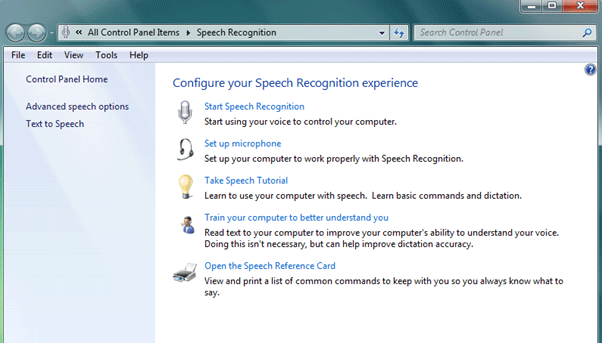 « All Control Panel Items ▸ Speech Recognition
Search Control Panel
File Edit View Tools Help
Control Panel Home
Advanced speech options
Text to Speech
Configure your Speech Recognition experience
Start Speech Recognition
Start using your voice to control your computer.
Set up microphone
Set up your computer to work properly with Speech Recognition.
Take Speech Tutorial
Learn to use your computer with speech. Learn basic commands and dictation.
Train your computer to better understand you
Read text to your computer to improve your computer's ability to understand your voice.
Doing this isn't necessary, but can help improve dictation accuracy.
Open the Speech Reference Card
View and print a list of common commands to keep with you so you always know what to
say.